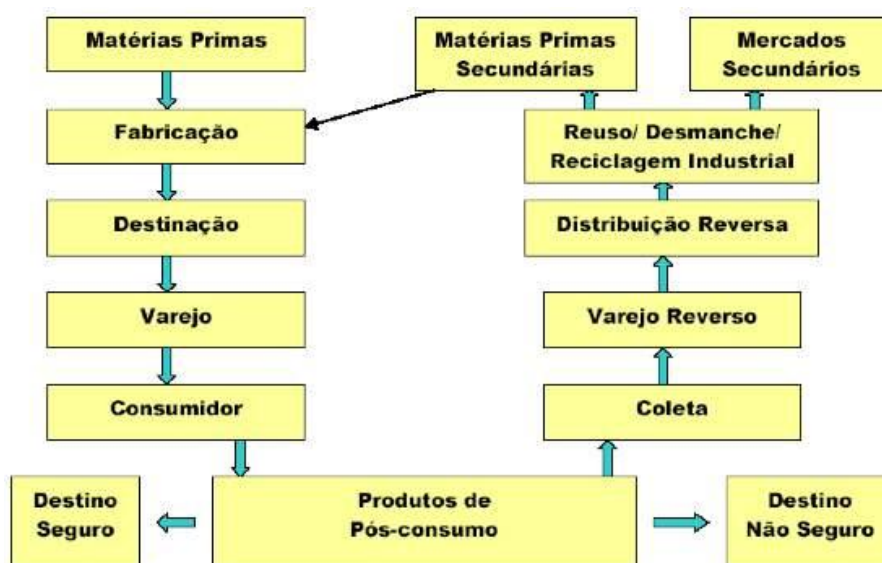 Matérias Primas
Fabricação
Destinação
Varejo
Consumidor
Matérias Primas
Secundárias
Mercados
Secundários
Reuso/ Desmanche/
Reciclagem Industrial
Distribuição Reversa
Varejo Reverso
Coleta
Destino
Seguro
Produtos de
Pós-consumo
Destino
Não Seguro